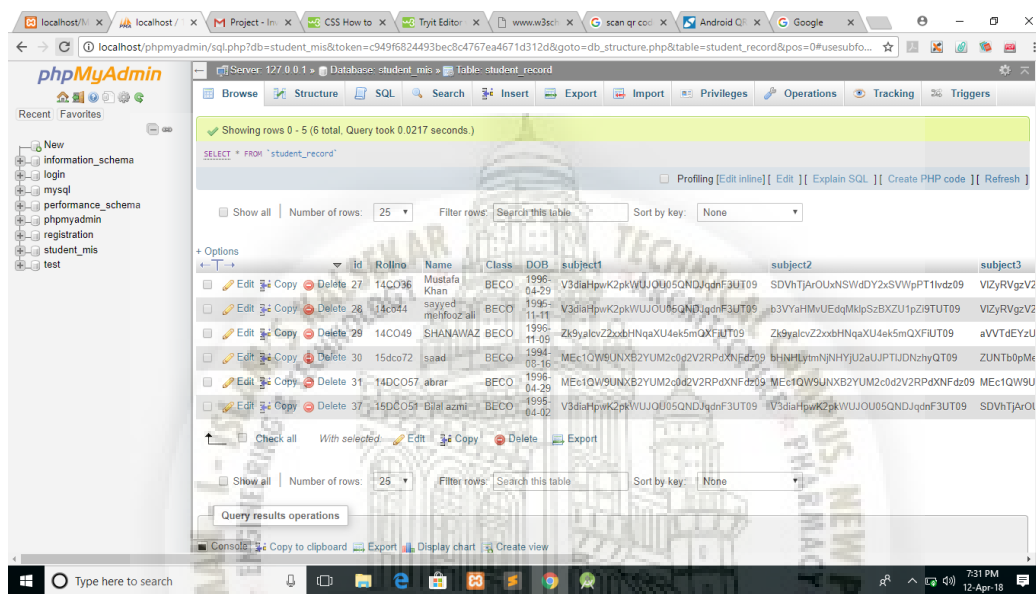 localhost/M
localhost /
M Project - Inv
CSS How to
Tryit Editor
www.w3sch
scan qr cod
Android QR
Google
localhost/phpmyadmin/sql.php?db=student_mis&token=c949f6824493bec8c4767ea4671d312d&goto=db_structure.php&table=student_record&pos=0#usesubfo...
phpMyAdmin
Recent Favorites
New
information_schema
login
mysql
performance_schema
phpmyadmin
registration
student_mis
test
Server: 127.0.0.1 » Database: student_mis » Table: student_record
Browse Structure SQL Search Insert Export Import Privileges Operations Tracking Triggers
Showing rows 0 - 5 (6 total, Query took 0.0217 seconds.)
SELECT * FROM `student_record`
Profiling [Edit inline] [ Edit ] [ Explain SQL ] [ Create PHP code ] [ Refresh ]
Show all Number of rows: 25 Filter rows: Search this table Sort by key: None
+ Options
id Rollno Name Class DOB subject1 subject2 subject3
Edit Copy Delete 27 14CO36 Mustafa Khan BECO 1996-04-29 V3diaHpwK2pkWUJOU05QNDJqdnF3UT09 SDVhTjArOUxNSWdDY2xSVWpPT1lvdz09 VlZyRVgzV2
Edit Copy Delete 28 14co44 sayyed mehfooz ali BECO 1995-11-11 V3diaHpwK2pkWUJOU05QNDJqdnF3UT09 b3VYaHMvUEdqMklpSzBXZU1pZi9TUT09 VlZyRVgzV2
Edit Copy Delete 29 14CO49 SHANAWAZ BECO 1996-11-09 Zk9yalcvZ2xxbHNqaXU4ek5mQXFiUT09 Zk9yalcvZ2xxbHNqaXU4ek5mQXFiUT09 aVVTdEYzU
Edit Copy Delete 30 15dco72 saad BECO 1994-08-16 MEc1QW9UNXB2YUM2c0d2V2RPdXNFdz09 bHNHLytmNjNHYjU2aUJPTlJDNzhyQT09 ZUNTb0pMe
Edit Copy Delete 31 14DCO57 abrar BECO 1996-04-29 MEc1QW9UNXB2YUM2c0d2V2RPdXNFdz09 MEc1QW9UNXB2YUM2c0d2V2RPdXNFdz09 MEc1QW9U
Edit Copy Delete 37 15DCO51 Bilal azmi BECO 1995-04-02 V3diaHpwK2pkWUJOU05QNDJqdnF3UT09 V3diaHpwK2pkWUJOU05QNDJqdnF3UT09 SDVhTjArOU
Check all With selected: Edit Copy Delete Export
Show all Number of rows: 25 Filter rows: Search this table Sort by key: None
Query results operations
Console Copy to clipboard Export Display chart Create view
Type here to search
7:31 PM
12-Apr-18